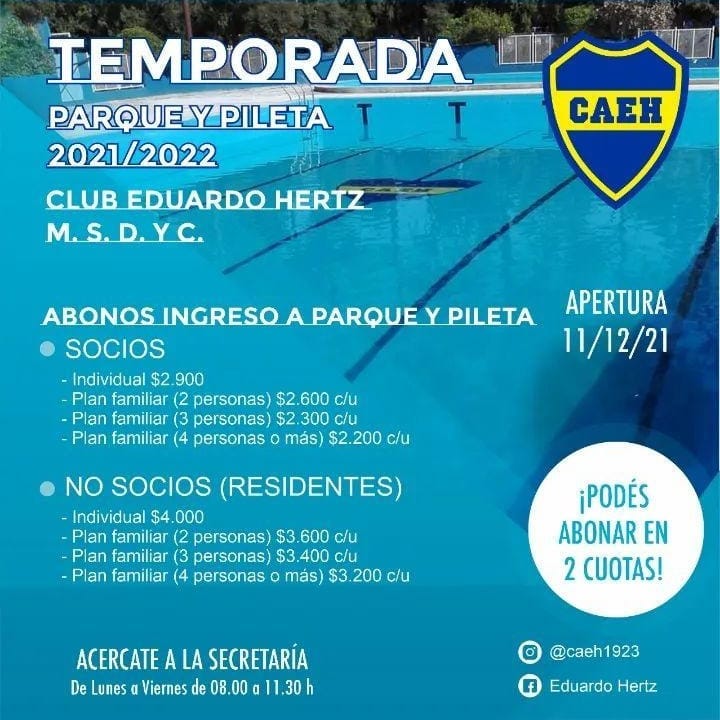 TEMPORADA
PARQUE Y PILETA
2021/2022
CLUB EDUARDO HERTZ
M. S. D. Y C.
CAEH
CAEH
ABONOS INGRESO A PARQUE Y PILETA
APERTURA
11/12/21
SOCIOS
- Individual $2.900
- Plan familiar (2 personas) $2.600 c/u
- Plan familiar (3 personas) $2.300 c/u
- Plan familiar (4 personas o más) $2.200 c/u
NO SOCIOS (RESIDENTES)
- Individual $4.000
- Plan familiar (2 personas) $3.600 c/u
- Plan familiar (3 personas) $3.400 c/u
- Plan familiar (4 personas o más) $3.200 c/u
¡PODÉS
ABONAR EN
2 CUOTAS!
ACERCATE A LA SECRETARÍA
De Lunes a Viernes de 08.00 a 11.30 h
@caeh1923
Eduardo Hertz